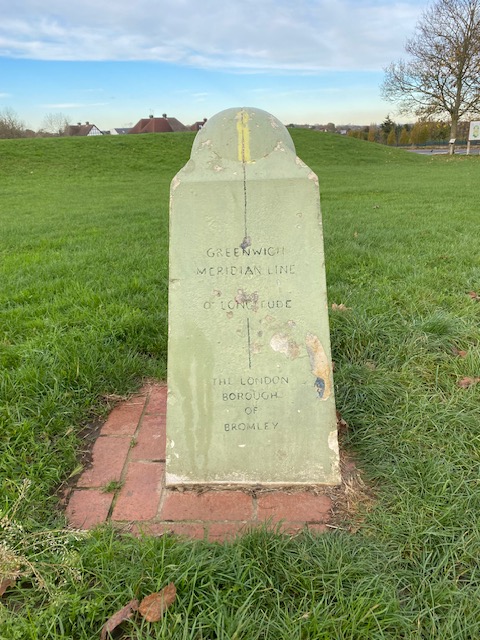 GREENWICH
MERIDIAN LINE
0° LONGITUDE
THE LONDON
BOROUGH
OF
BROMLEY